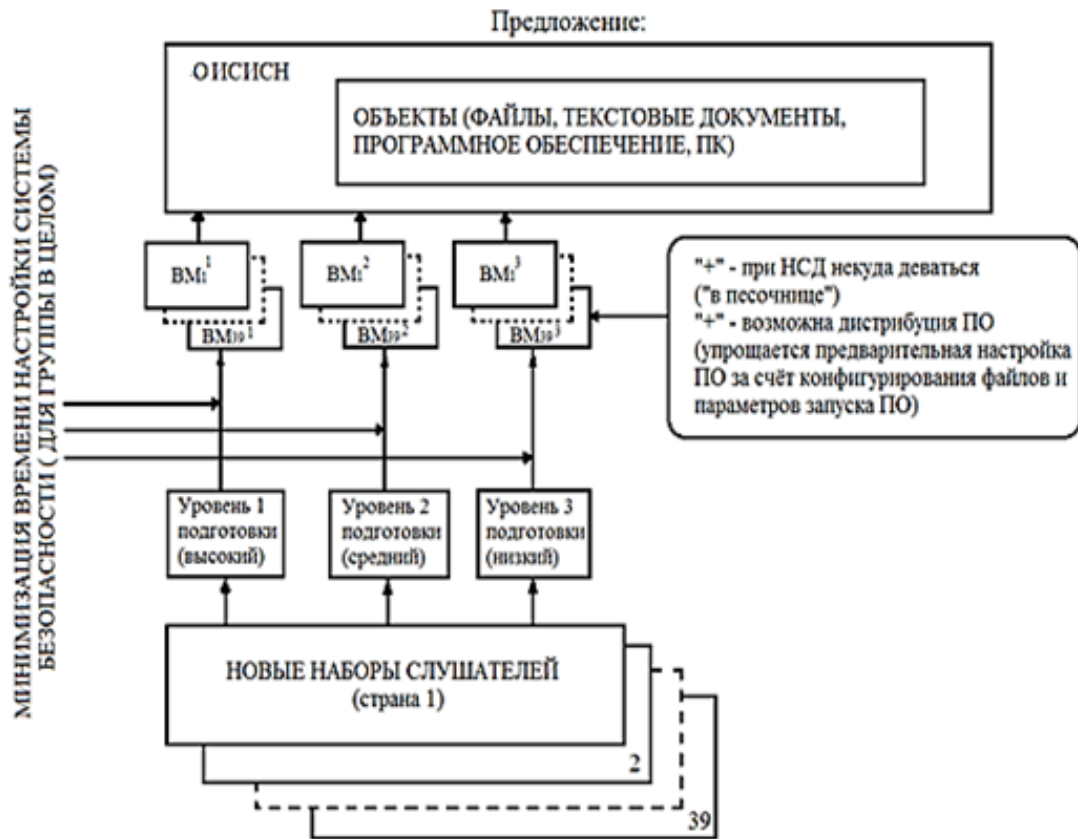 Предложение:
ОИСИСН
ОБЪЕКТЫ (ФАЙЛЫ, ТЕКСТОВЫЕ ДОКУМЕНТЫ,
ПРОГРАММНОЕ ОБЕСПЕЧЕНИЕ, ПК)
МИНИМИЗАЦИЯ ВРЕМЕНИ НАСТРОЙКИ СИСТЕМЫ
БЕЗОПАСНОСТИ ( ДЛЯ ГРУППЫ В ЦЕЛОМ)
ВМ₁¹
ВМ₃₉¹
ВМ₁²
ВМ₃₉²
ВМ₁³
ВМ₃₉³
"+" - при НСД некуда деваться
("в песочнице")
"+" - возможна дистрибуция ПО
(упрощается предварительная настройка
ПО за счёт конфигурирования файлов и
параметров запуска ПО)
Уровень 1
подготовки
(высокий)
Уровень 2
подготовки
(средний)
Уровень 3
подготовки
(низкий)
НОВЫЕ НАБОРЫ СЛУШАТЕЛЕЙ
(страна 1)
2
39